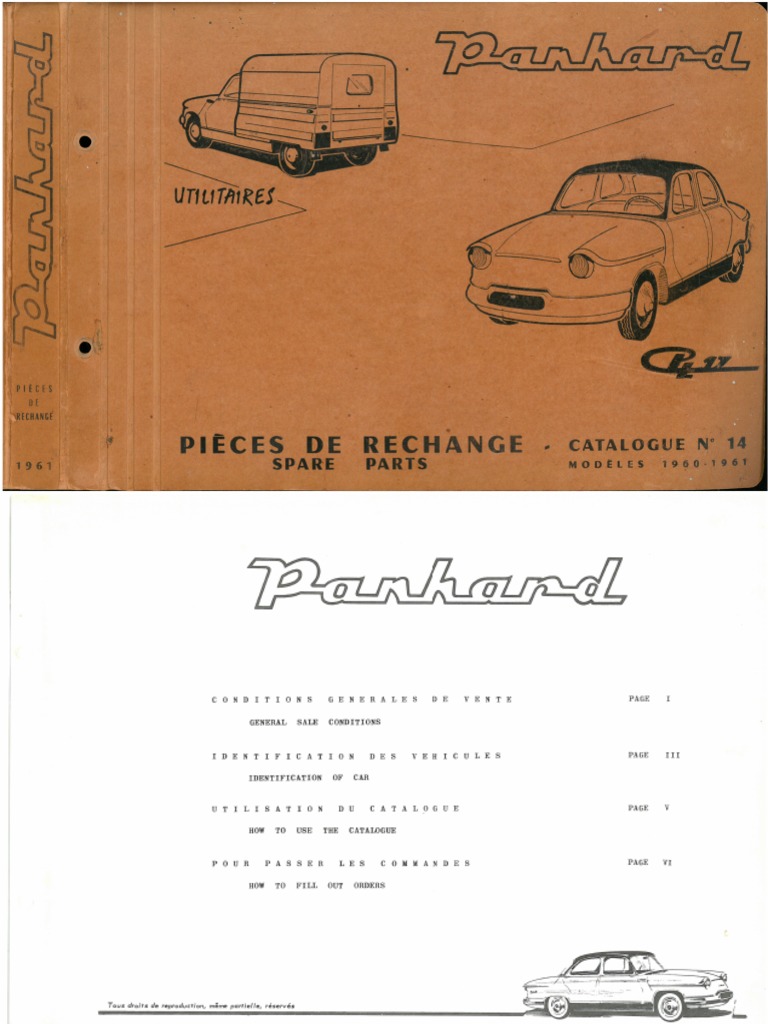 Panhard
PIÈCES
DE
RECHANGE
1961
Panhard
UTILITAIRES
PL 17
PIÈCES DE RECHANGE - CATALOGUE N° 14
SPARE PARTS MODÈLES 1960-1961
Panhard
CONDITIONS GENERALES DE VENTE PAGE I
GENERAL SALE CONDITIONS
IDENTIFICATION DES VEHICULES PAGE III
IDENTIFICATION OF CAR
UTILISATION DU CATALOGUE PAGE V
HOW TO USE THE CATALOGUE
POUR PASSER LES COMMANDES PAGE VI
HOW TO FILL OUT ORDERS
Tous droits de reproduction, même partielle, réservés